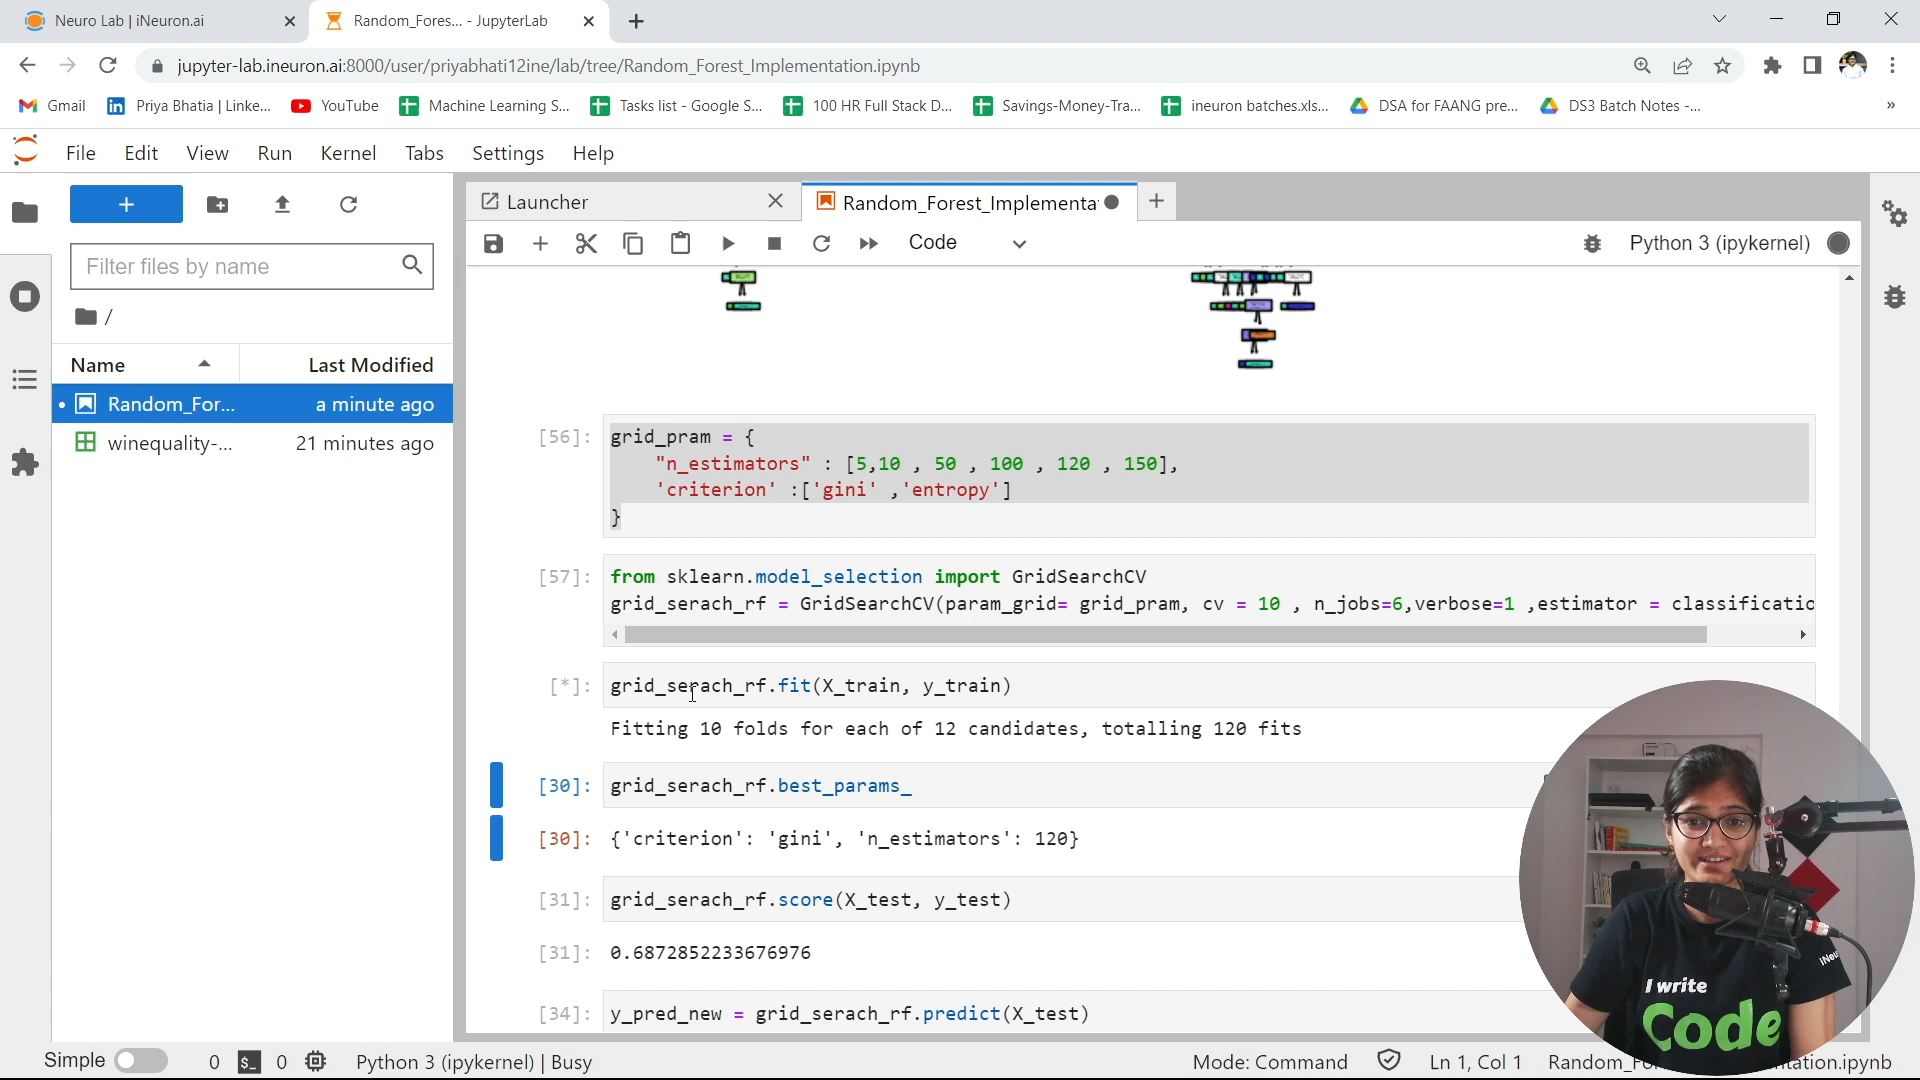 Neuro Lab | iNeuron.ai
Random_Fores... - JupyterLab
jupyter-lab.ineuron.ai:8000/user/priyabhati12ine/lab/tree/Random_Forest_Implementation.ipynb
Gmail
Priya Bhatia | Linke...
YouTube
Machine Learning S...
Tasks list - Google S...
100 HR Full Stack D...
Savings-Money-Tra...
ineuron batches.xls...
DSA for FAANG pre...
DS3 Batch Notes -...
»
File Edit View Run Kernel Tabs Settings Help
Launcher
Random_Forest_Implementa
Code
Python 3 (ipykernel)
Filter files by name
/
Name
Last Modified
Random_For... a minute ago
winequality-... 21 minutes ago
[56]: grid_pram = {
"n_estimators" : [5,10 , 50 , 100 , 120 , 150],
'criterion' :['gini' ,'entropy']
}
[57]: from sklearn.model_selection import GridSearchCV
grid_serach_rf = GridSearchCV(param_grid= grid_pram, cv = 10 , n_jobs=6,verbose=1 ,estimator = classificatio
[*]: grid_serach_rf.fit(X_train, y_train)
Fitting 10 folds for each of 12 candidates, totalling 120 fits
[30]: grid_serach_rf.best_params_
[30]: {'criterion': 'gini', 'n_estimators': 120}
[31]: grid_serach_rf.score(X_test, y_test)
[31]: 0.6872852233676976
[34]: y_pred_new = grid_serach_rf.predict(X_test)
iNeu
I write
Code
Simple
0
0
Python 3 (ipykernel) | Busy
Mode: Command
Ln 1, Col 1
Random_F
tation.ipynb